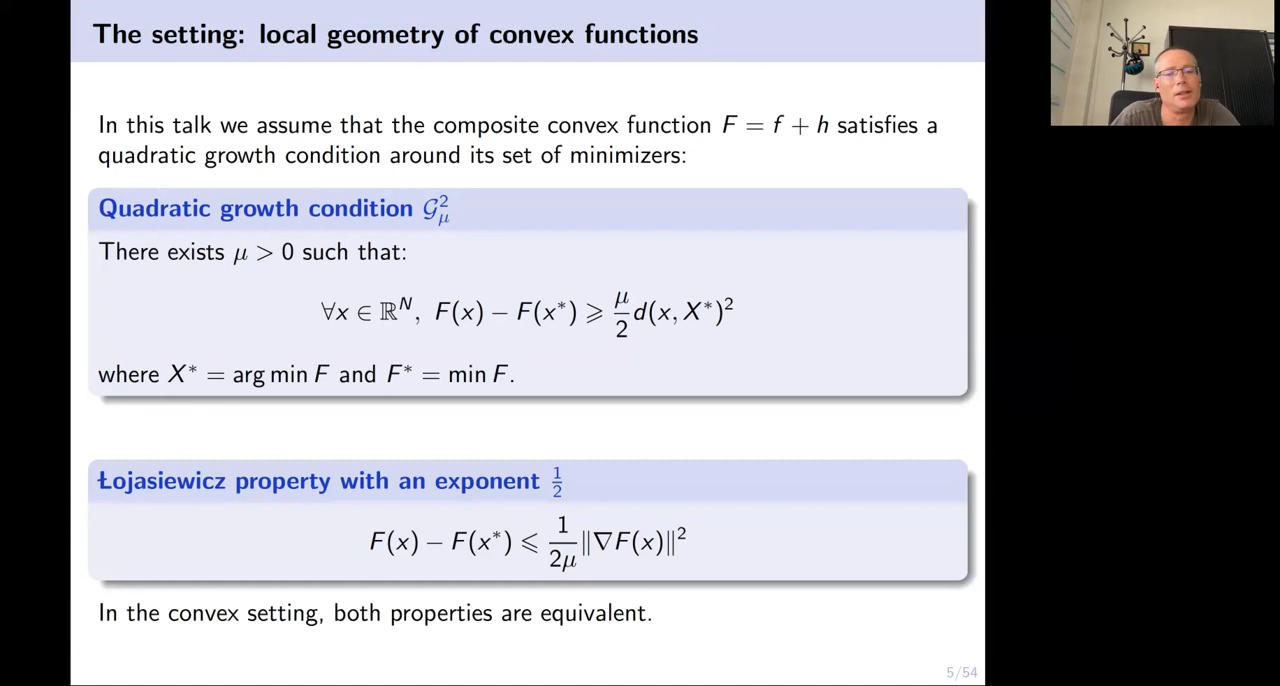 The setting: local geometry of convex functions
In this talk we assume that the composite convex function F = f + h satisfies a
quadratic growth condition around its set of minimizers:
Quadratic growth condition 𝒢²_μ
There exists μ > 0 such that:
∀x ∈ ℝᴺ, F(x) − F(x*) ⩾ μ/2 d(x, X*)²
where X* = arg min F and F* = min F.
Łojasiewicz property with an exponent 1/2
F(x) − F(x*) ⩽ 1/2μ ‖∇F(x)‖²
In the convex setting, both properties are equivalent.
5/54